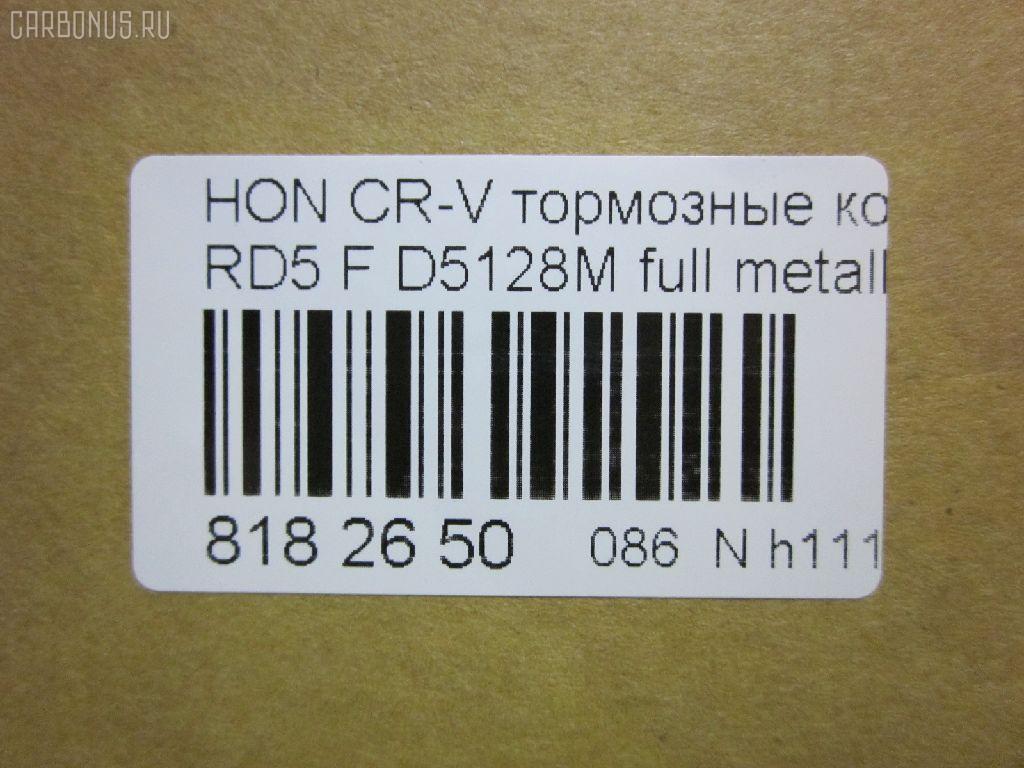 CARBONUS.RU
HON CR-V тормозные ко
RD5 F D5128M full metall
818 26 50 086 N h111